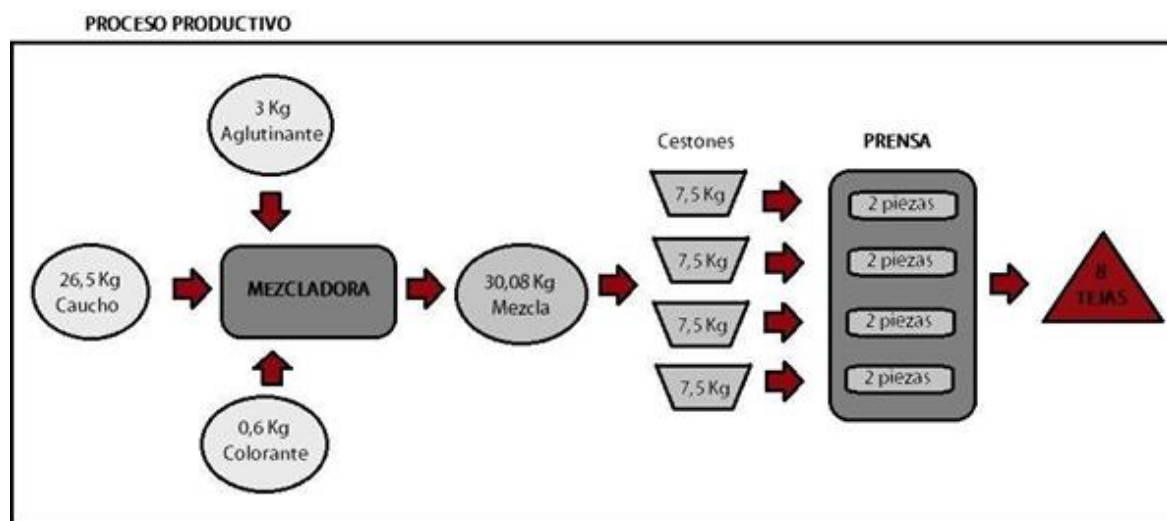 PROCESO PRODUCTIVO
3 Kg
Aglutinante
26,5 Kg
Caucho
MEZCLADORA
0,6 Kg
Colorante
30,08 Kg
Mezcla
Cestones
7,5 Kg
7,5 Kg
7,5 Kg
7,5 Kg
PRENSA
2 piezas
2 piezas
2 piezas
2 piezas
8
TEJAS